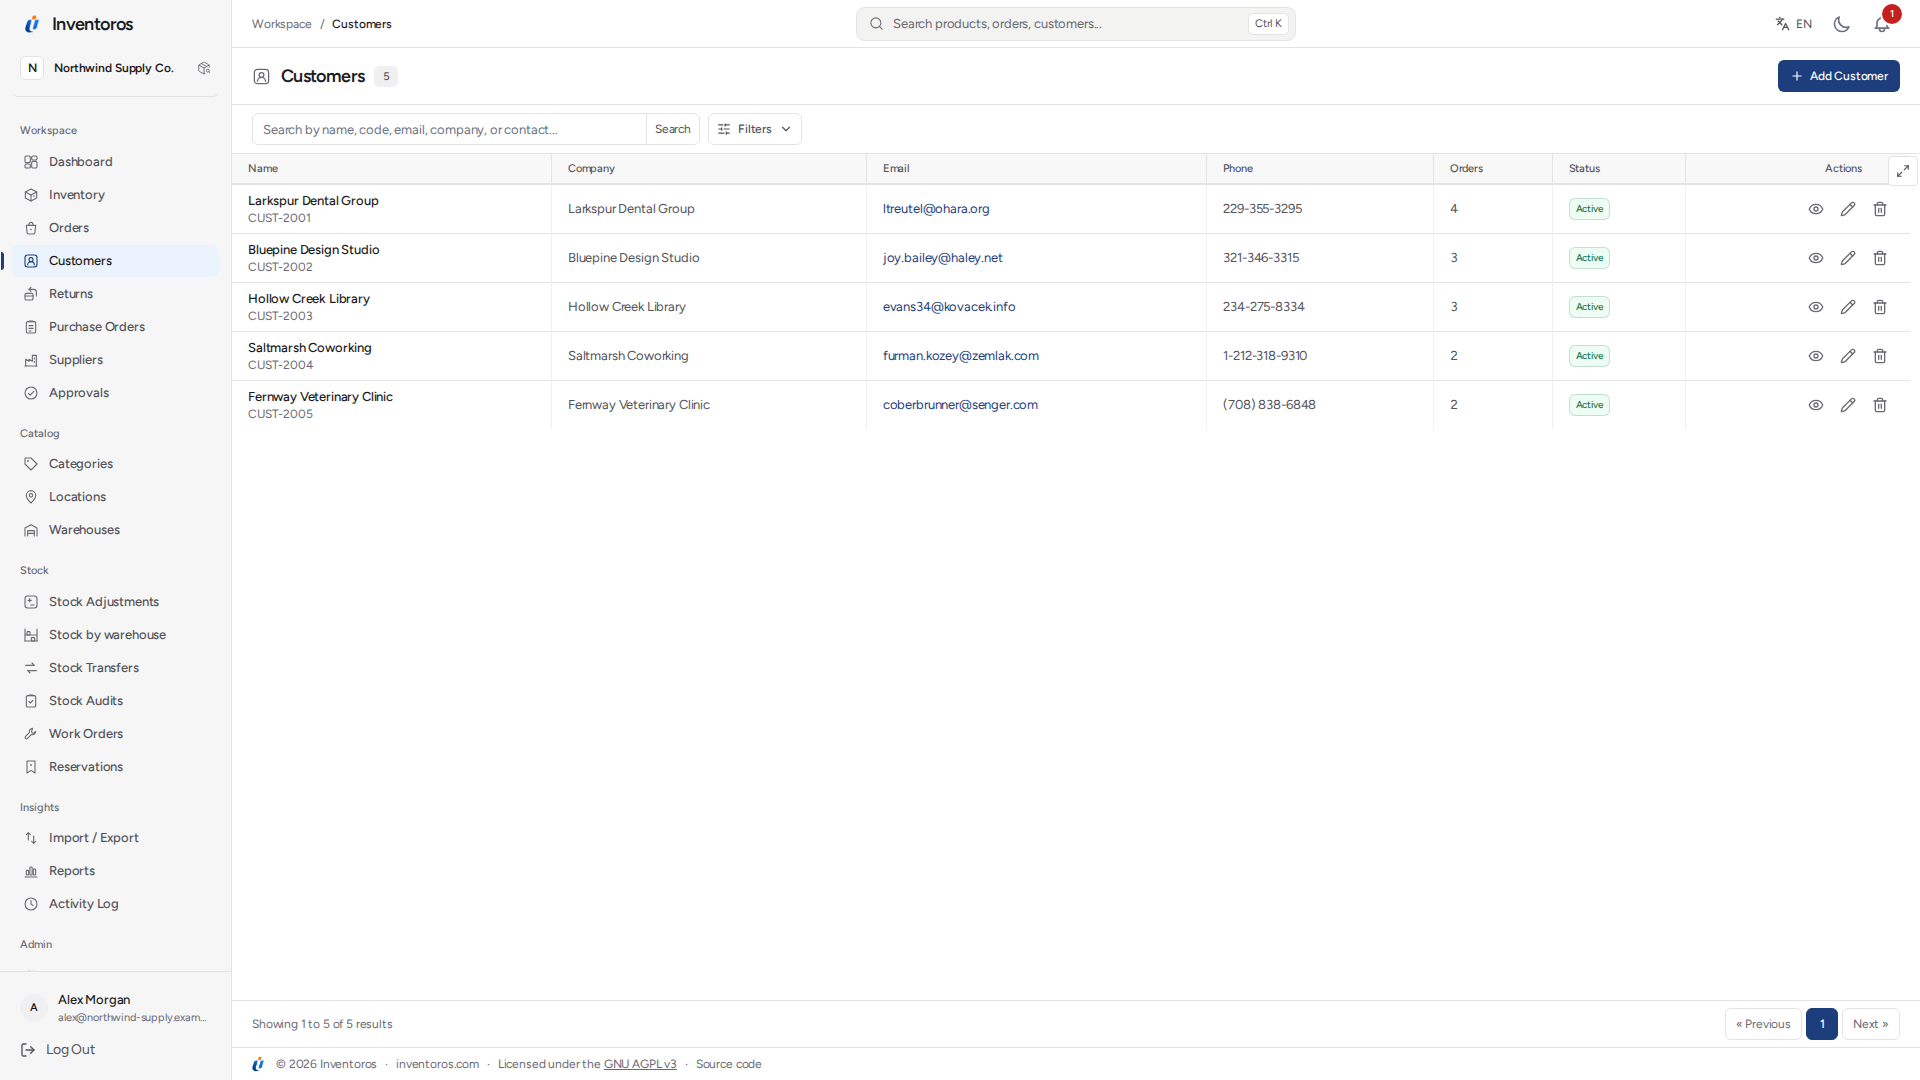 Inventoros
N Northwind Supply Co.
Workspace
Dashboard
Inventory
Orders
Customers
Returns
Purchase Orders
Suppliers
Approvals
Catalog
Categories
Locations
Warehouses
Stock
Stock Adjustments
Stock by warehouse
Stock Transfers
Stock Audits
Work Orders
Reservations
Insights
Import / Export
Reports
Activity Log
Admin
A Alex Morgan
alex@northwind-supply.exam...
Log Out
Workspace / Customers
Search products, orders, customers... Ctrl K
EN 1
Customers 5
+ Add Customer
Search by name, code, email, company, or contact... Search Filters
Name Company Email Phone Orders Status Actions
Larkspur Dental Group
CUST-2001
Larkspur Dental Group ltreutel@ohara.org 229-355-3295 4 Active
Bluepine Design Studio
CUST-2002
Bluepine Design Studio joy.bailey@haley.net 321-346-3315 3 Active
Hollow Creek Library
CUST-2003
Hollow Creek Library evans34@kovacek.info 234-275-8334 3 Active
Saltmarsh Coworking
CUST-2004
Saltmarsh Coworking furman.kozey@zemlak.com 1-212-318-9310 2 Active
Fernway Veterinary Clinic
CUST-2005
Fernway Veterinary Clinic coberbrunner@senger.com (708) 838-6848 2 Active
Showing 1 to 5 of 5 results
« Previous 1 Next »
© 2026 Inventoros · inventoros.com · Licensed under the GNU AGPL v3 · Source code